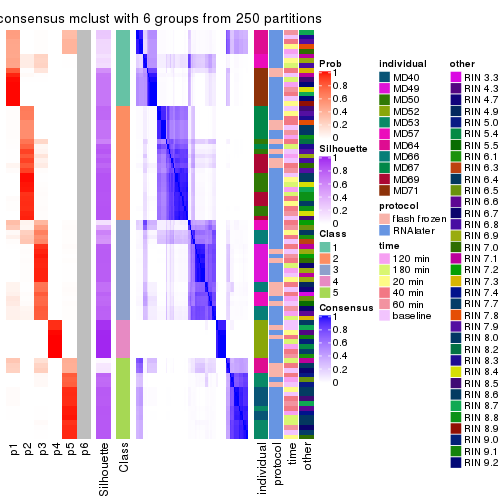 consensus mclust with 6 groups from 250 partitions
Prob
1
0.8
0.6
0.4
0.2
0
Silhouette
1
0.8
0.6
0.4
0.2
0
Class
1
2
3
4
5
Consensus
1
0.8
0.6
0.4
0.2
0
individual
MD40
MD49
MD50
MD52
MD53
MD57
MD64
MD66
MD67
MD69
MD71
protocol
flash frozen
RNAlater
time
120 min
180 min
20 min
40 min
60 min
baseline
other
RIN 3.3
RIN 4.3
RIN 4.7
RIN 4.9
RIN 5.0
RIN 5.4
RIN 5.5
RIN 6.1
RIN 6.3
RIN 6.4
RIN 6.5
RIN 6.6
RIN 6.7
RIN 6.8
RIN 6.9
RIN 7.0
RIN 7.1
RIN 7.2
RIN 7.3
RIN 7.4
RIN 7.7
RIN 7.8
RIN 7.9
RIN 8.0
RIN 8.2
RIN 8.3
RIN 8.4
RIN 8.5
RIN 8.6
RIN 8.7
RIN 8.8
RIN 8.9
RIN 9.0
RIN 9.1
RIN 9.2
p1
p2
p3
p4
p5
p6
Silhouette
Class
individual
protocol
time
other